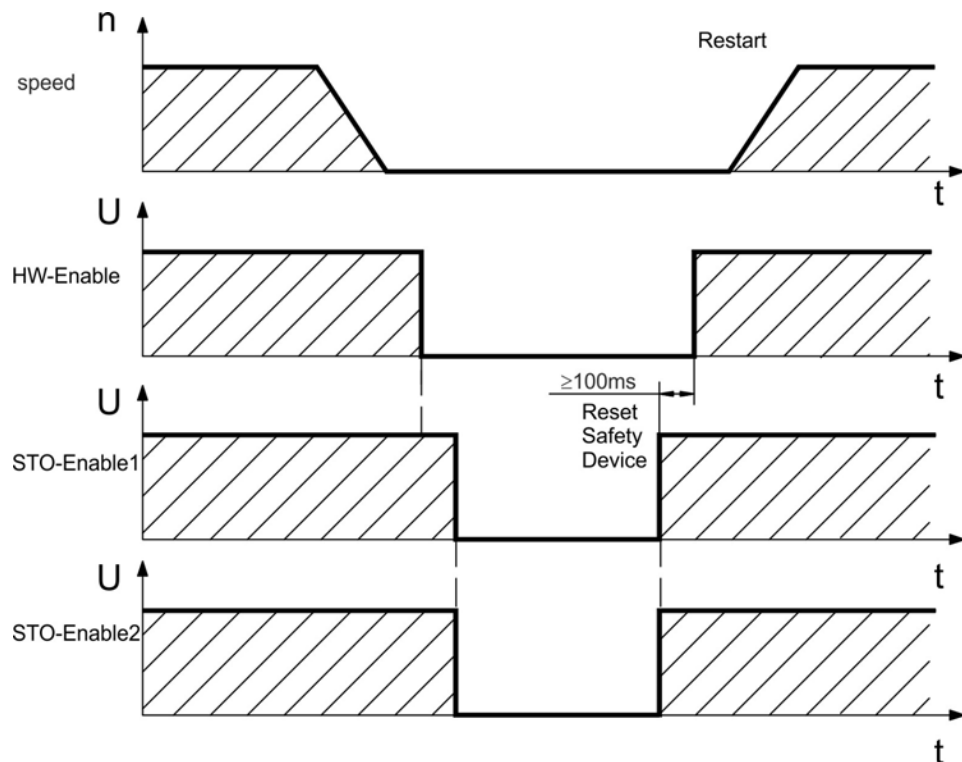 n
Restart
speed
t
U
HW-Enable
t
≥100ms
U
Reset
Safety
Device
STO-Enable1
t
U
STO-Enable2
t